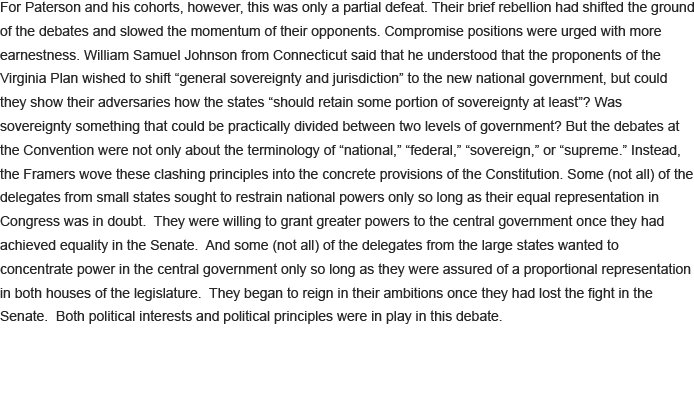 For Paterson and his cohorts, however, this was only a partial defeat. Their brief rebellion had shifted the ground
of the debates and slowed the momentum of their opponents. Compromise positions were urged with more
earnestness. William Samuel Johnson from Connecticut said that he understood that the proponents of the
Virginia Plan wished to shift “general sovereignty and jurisdiction” to the new national government, but could
they show their adversaries how the states “should retain some portion of sovereignty at least”? Was
sovereignty something that could be practically divided between two levels of government? But the debates at
the Convention were not only about the terminology of “national,” “federal,” “sovereign,” or “supreme.” Instead,
the Framers wove these clashing principles into the concrete provisions of the Constitution. Some (not all) of the
delegates from small states sought to restrain national powers only so long as their equal representation in
Congress was in doubt.  They were willing to grant greater powers to the central government once they had
achieved equality in the Senate.  And some (not all) of the delegates from the large states wanted to
concentrate power in the central government only so long as they were assured of a proportional representation
in both houses of the legislature.  They began to reign in their ambitions once they had lost the fight in the
Senate.  Both political interests and political principles were in play in this debate.